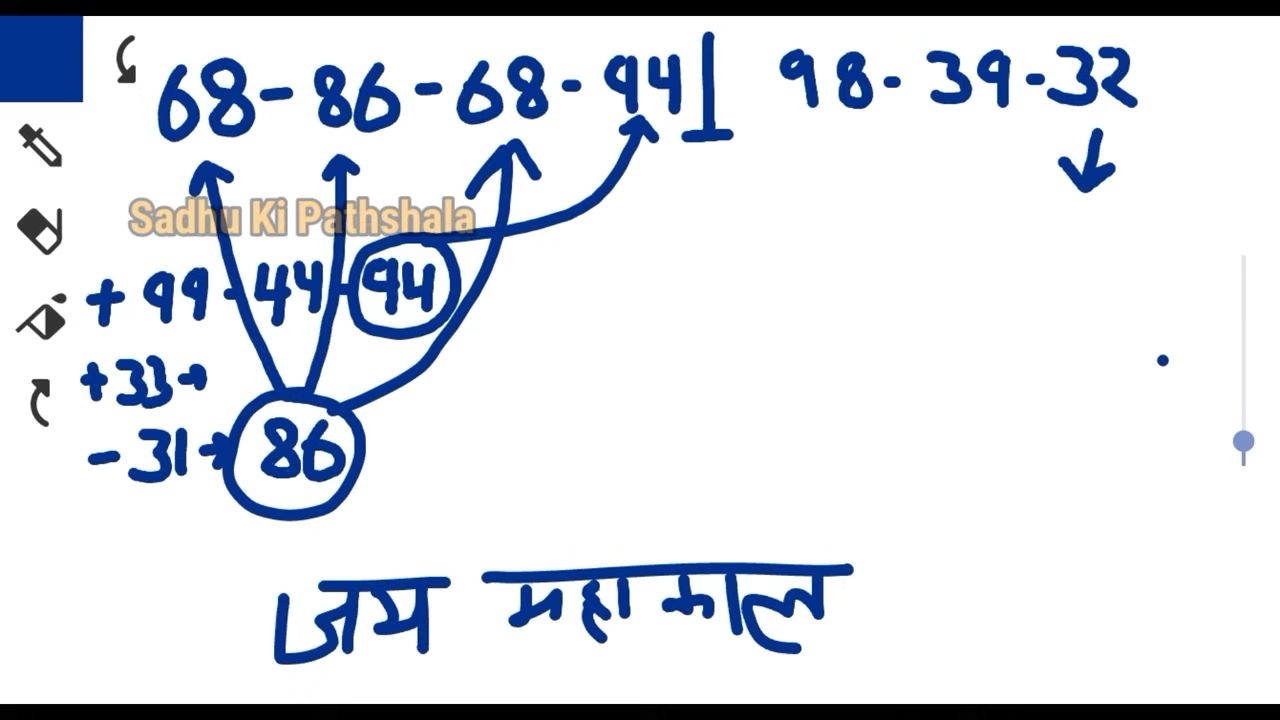 68 - 86 - 68 - 94 | 98 - 39 - 32
Sadhu Ki Pathshala
+ 99 - 44 - 94
+33→
- 31→ 86
जय महाकाल